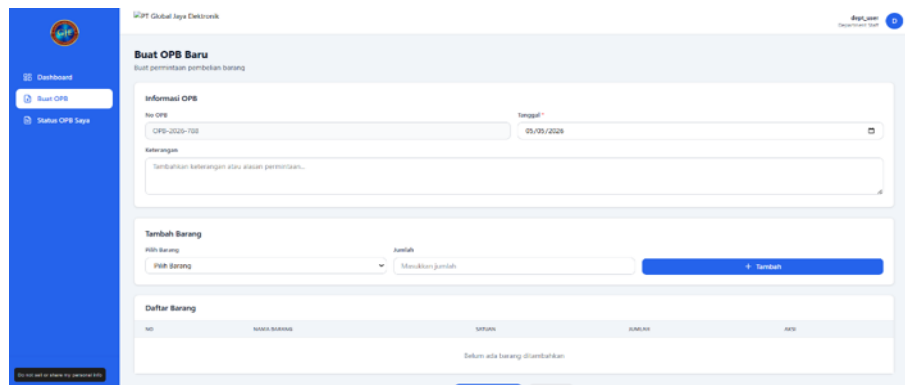 PT Global Jaya Elektronik
dept_user
Department Staff
D
Dashboard
Buat OPB
Status OPB Saya
Buat OPB Baru
Buat permintaan pembelian barang
Informasi OPB
No OPB
Tanggal *
OPB-2026-788
05/05/2026
Keterangan
Tambahkan keterangan atau alasan permintaan...
Tambah Barang
Pilih Barang
Jumlah
Pilih Barang
Masukkan jumlah
+ Tambah
Daftar Barang
NO
NAMA BARANG
SATUAN
JUMLAH
AKSI
Belum ada barang ditambahkan
Do not sell or share my personal info